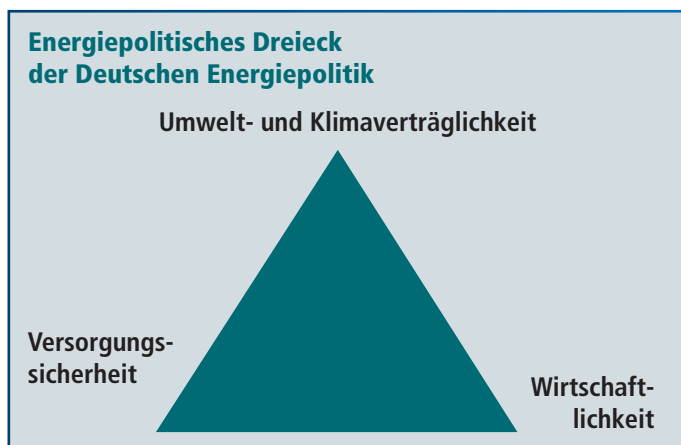 Energiepolitisches Dreieck
der Deutschen Energiepolitik
Umwelt- und Klimaverträglichkeit
Versorgungs-
sicherheit
Wirtschaft-
lichkeit